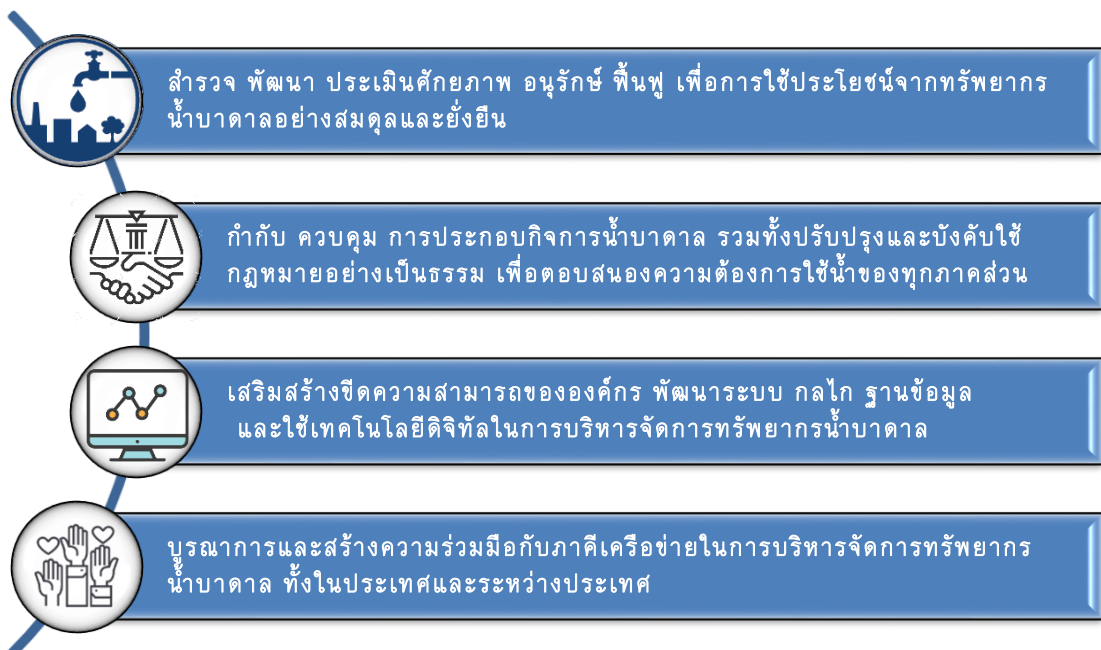 สำรวจ พัฒนา ประเมินศักยภาพ อนุรักษ์ ฟื้นฟู เพื่อการใช้ประโยชน์จากทรัพยากร
น้ำบาดาลอย่างสมดุลและยั่งยืน
กำกับ ควบคุม การประกอบกิจการน้ำบาดาล รวมทั้งปรับปรุงและบังคับใช้
กฎหมายอย่างเป็นธรรม เพื่อตอบสนองความต้องการใช้น้ำของทุกภาคส่วน
เสริมสร้างขีดความสามารถขององค์กร พัฒนาระบบ กลไก ฐานข้อมูล
และใช้เทคโนโลยีดิจิทัลในการบริหารจัดการทรัพยากรน้ำบาดาล
บูรณาการและสร้างความร่วมมือกับภาคีเครือข่ายในการบริหารจัดการทรัพยากร
น้ำบาดาล ทั้งในประเทศและระหว่างประเทศ